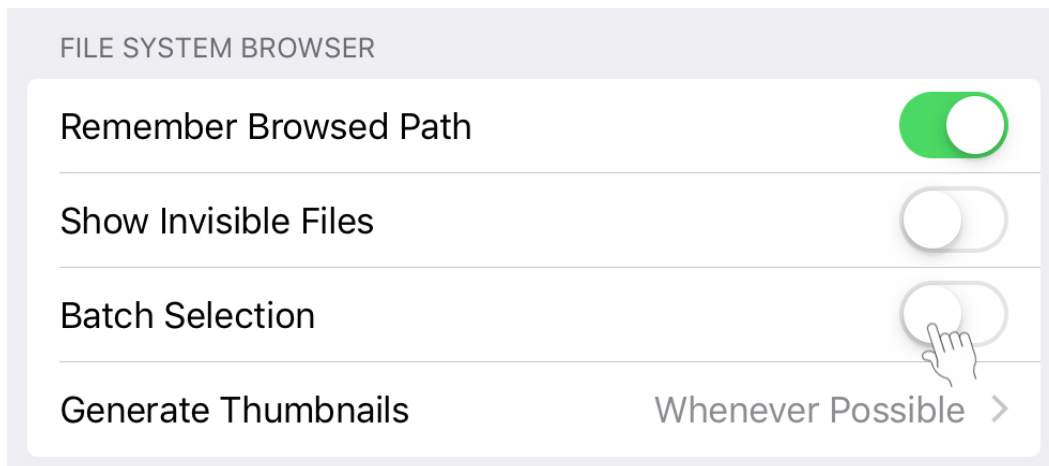 FILE SYSTEM BROWSER
Remember Browsed Path
Show Invisible Files
Batch Selection
Generate Thumbnails Whenever Possible